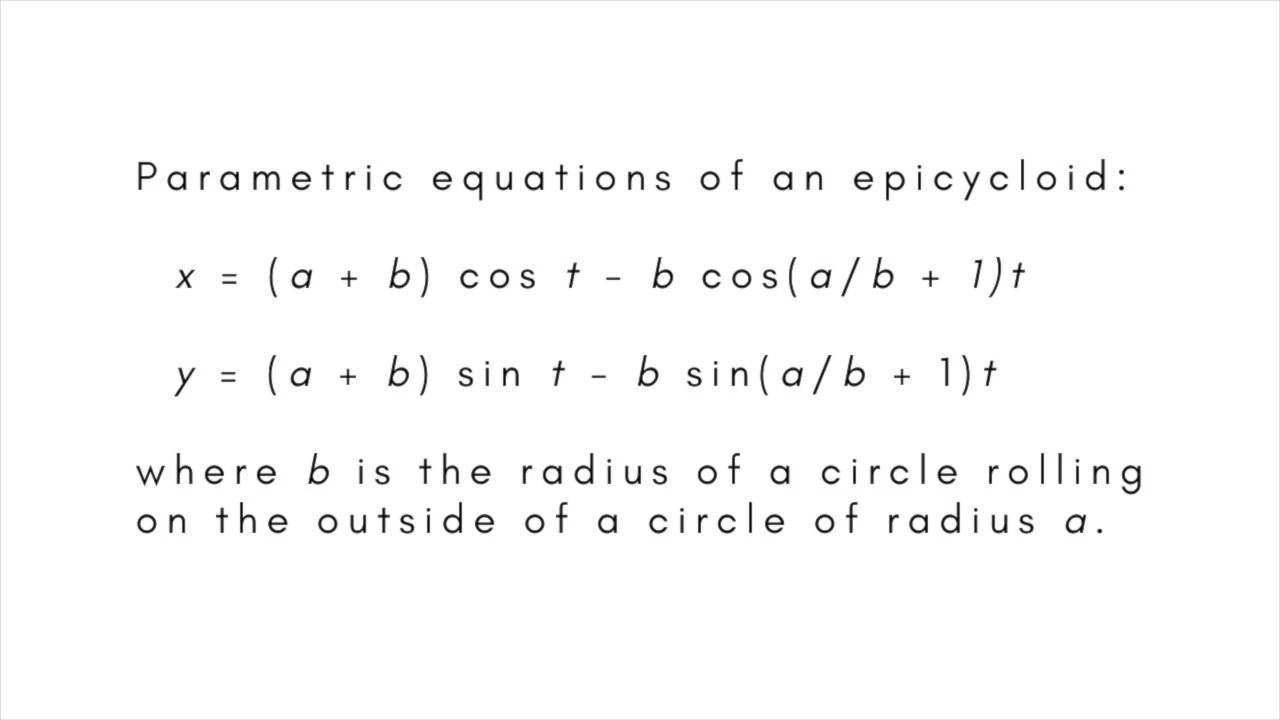 Parametric equations of an epicycloid:
x = (a + b) cos t – b cos(a/b + 1)t
y = (a + b) sin t – b sin(a/b + 1)t
where b is the radius of a circle rolling
on the outside of a circle of radius a.